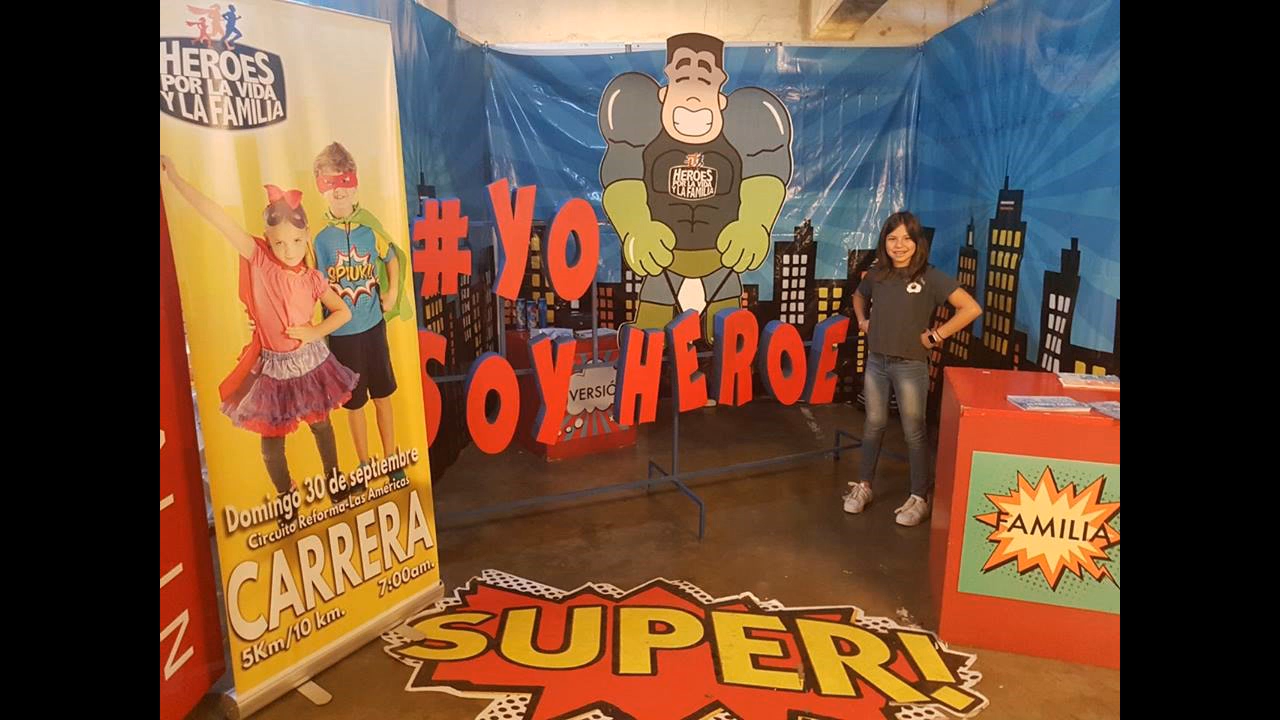 HEROES
POR LA VIDA
Y LA FAMILIA
SPIUK!
Domingo 30 de septiembre
Circuito Reforma-Las Américas
CARRERA
7:00am.
5Km/10 km.
#YO
SOY HEROE
HEROES
POR LA VIDA
Y LA FAMILIA
VERSIÓ
FAMILIA
SUPER!